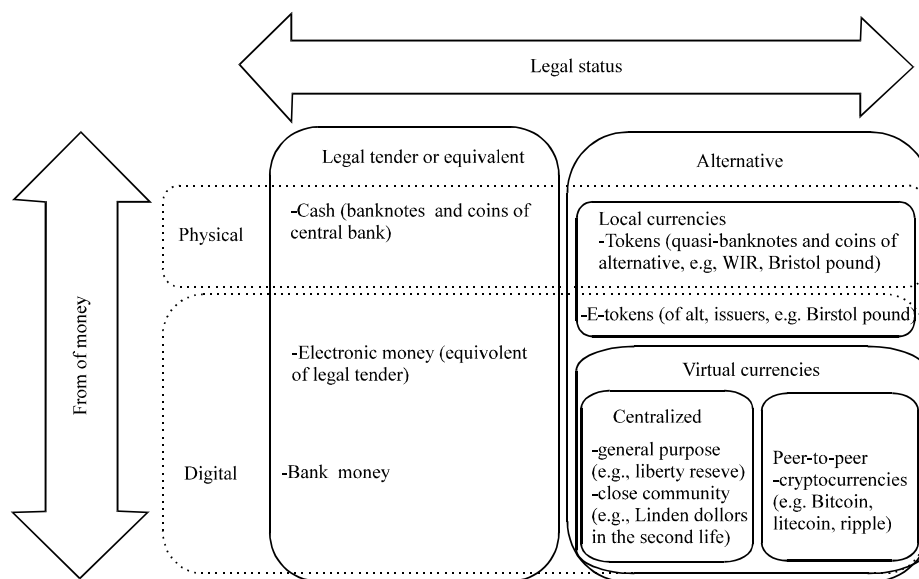 Legal status
From of money
Legal tender or equivalent
Alternative
Physical
-Cash (banknotes and coins of
central bank)
Local currencies
-Tokens (quasi-banknotes and coins of
alternative, e.g, WIR, Bristol pound)
-E-tokens (of alt, issuers, e.g. Birstol pound)
Digital
-Electronic money (equivolent
of legal tender)
-Bank money
Virtual currencies
Centralized
-general purpose
(e.g., liberty reseve)
-close community
(e.g., Linden dollors
in the second life)
Peer-to-peer
-cryptocurrencies
(e.g. Bitcoin,
litecoin, ripple)